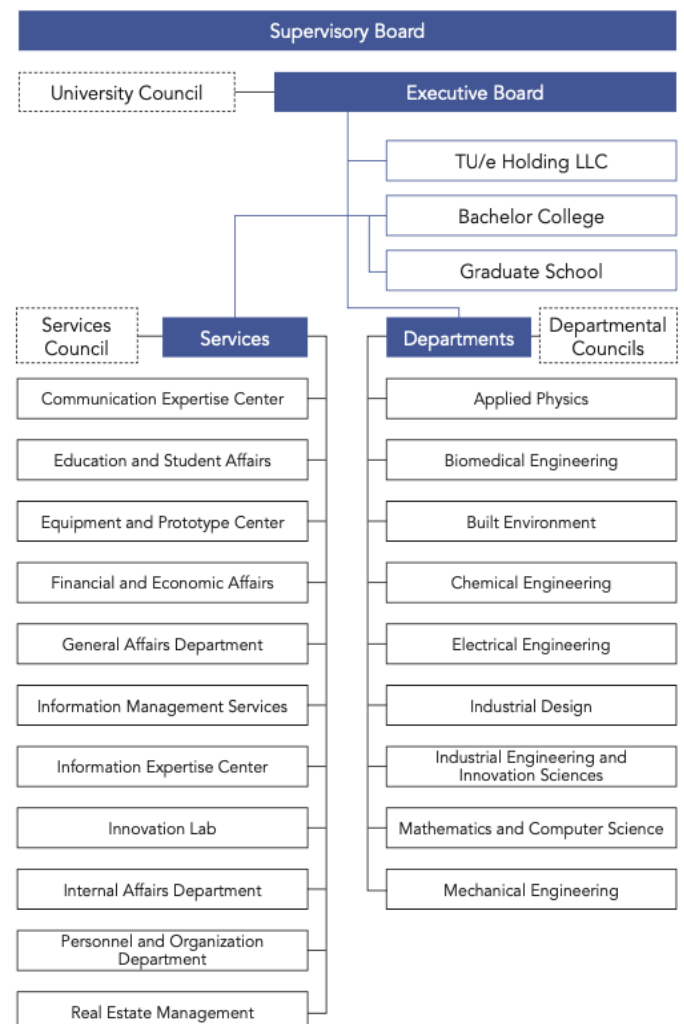 Supervisory Board
University Council
Executive Board
TU/e Holding LLC
Bachelor College
Graduate School
Services
Council
Services
Departments
Departmental
Councils
Communication Expertise Center
Education and Student Affairs
Equipment and Prototype Center
Financial and Economic Affairs
General Affairs Department
Information Management Services
Information Expertise Center
Innovation Lab
Internal Affairs Department
Personnel and Organization
Department
Real Estate Management
Applied Physics
Biomedical Engineering
Built Environment
Chemical Engineering
Electrical Engineering
Industrial Design
Industrial Engineering and
Innovation Sciences
Mathematics and Computer Science
Mechanical Engineering